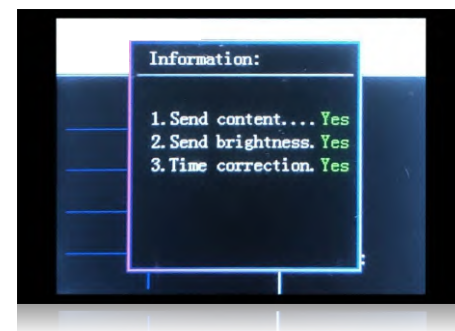 Information:
1.Send content....Yes
2.Send brightness.Yes
3.Time correction.Yes